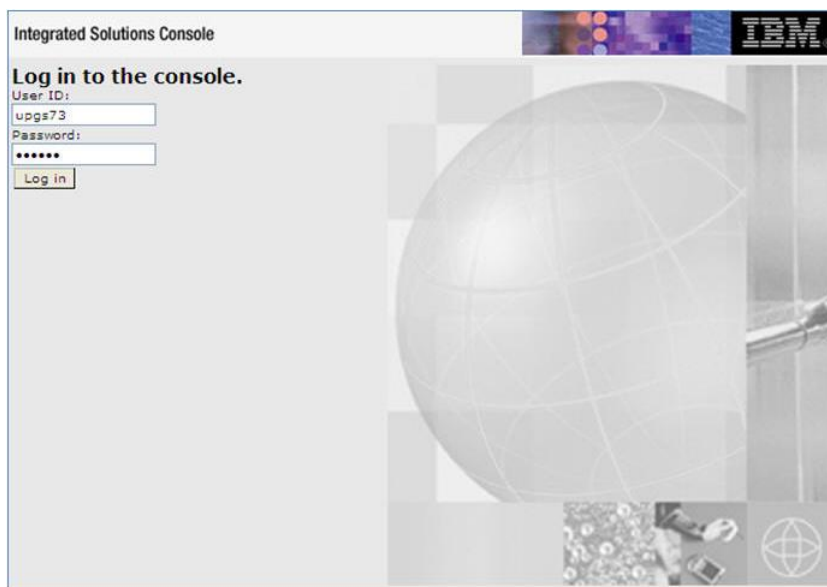 Integrated Solutions Console
IBM.
Log in to the console.
User ID:
upgs73
Password:
••••••
Log in